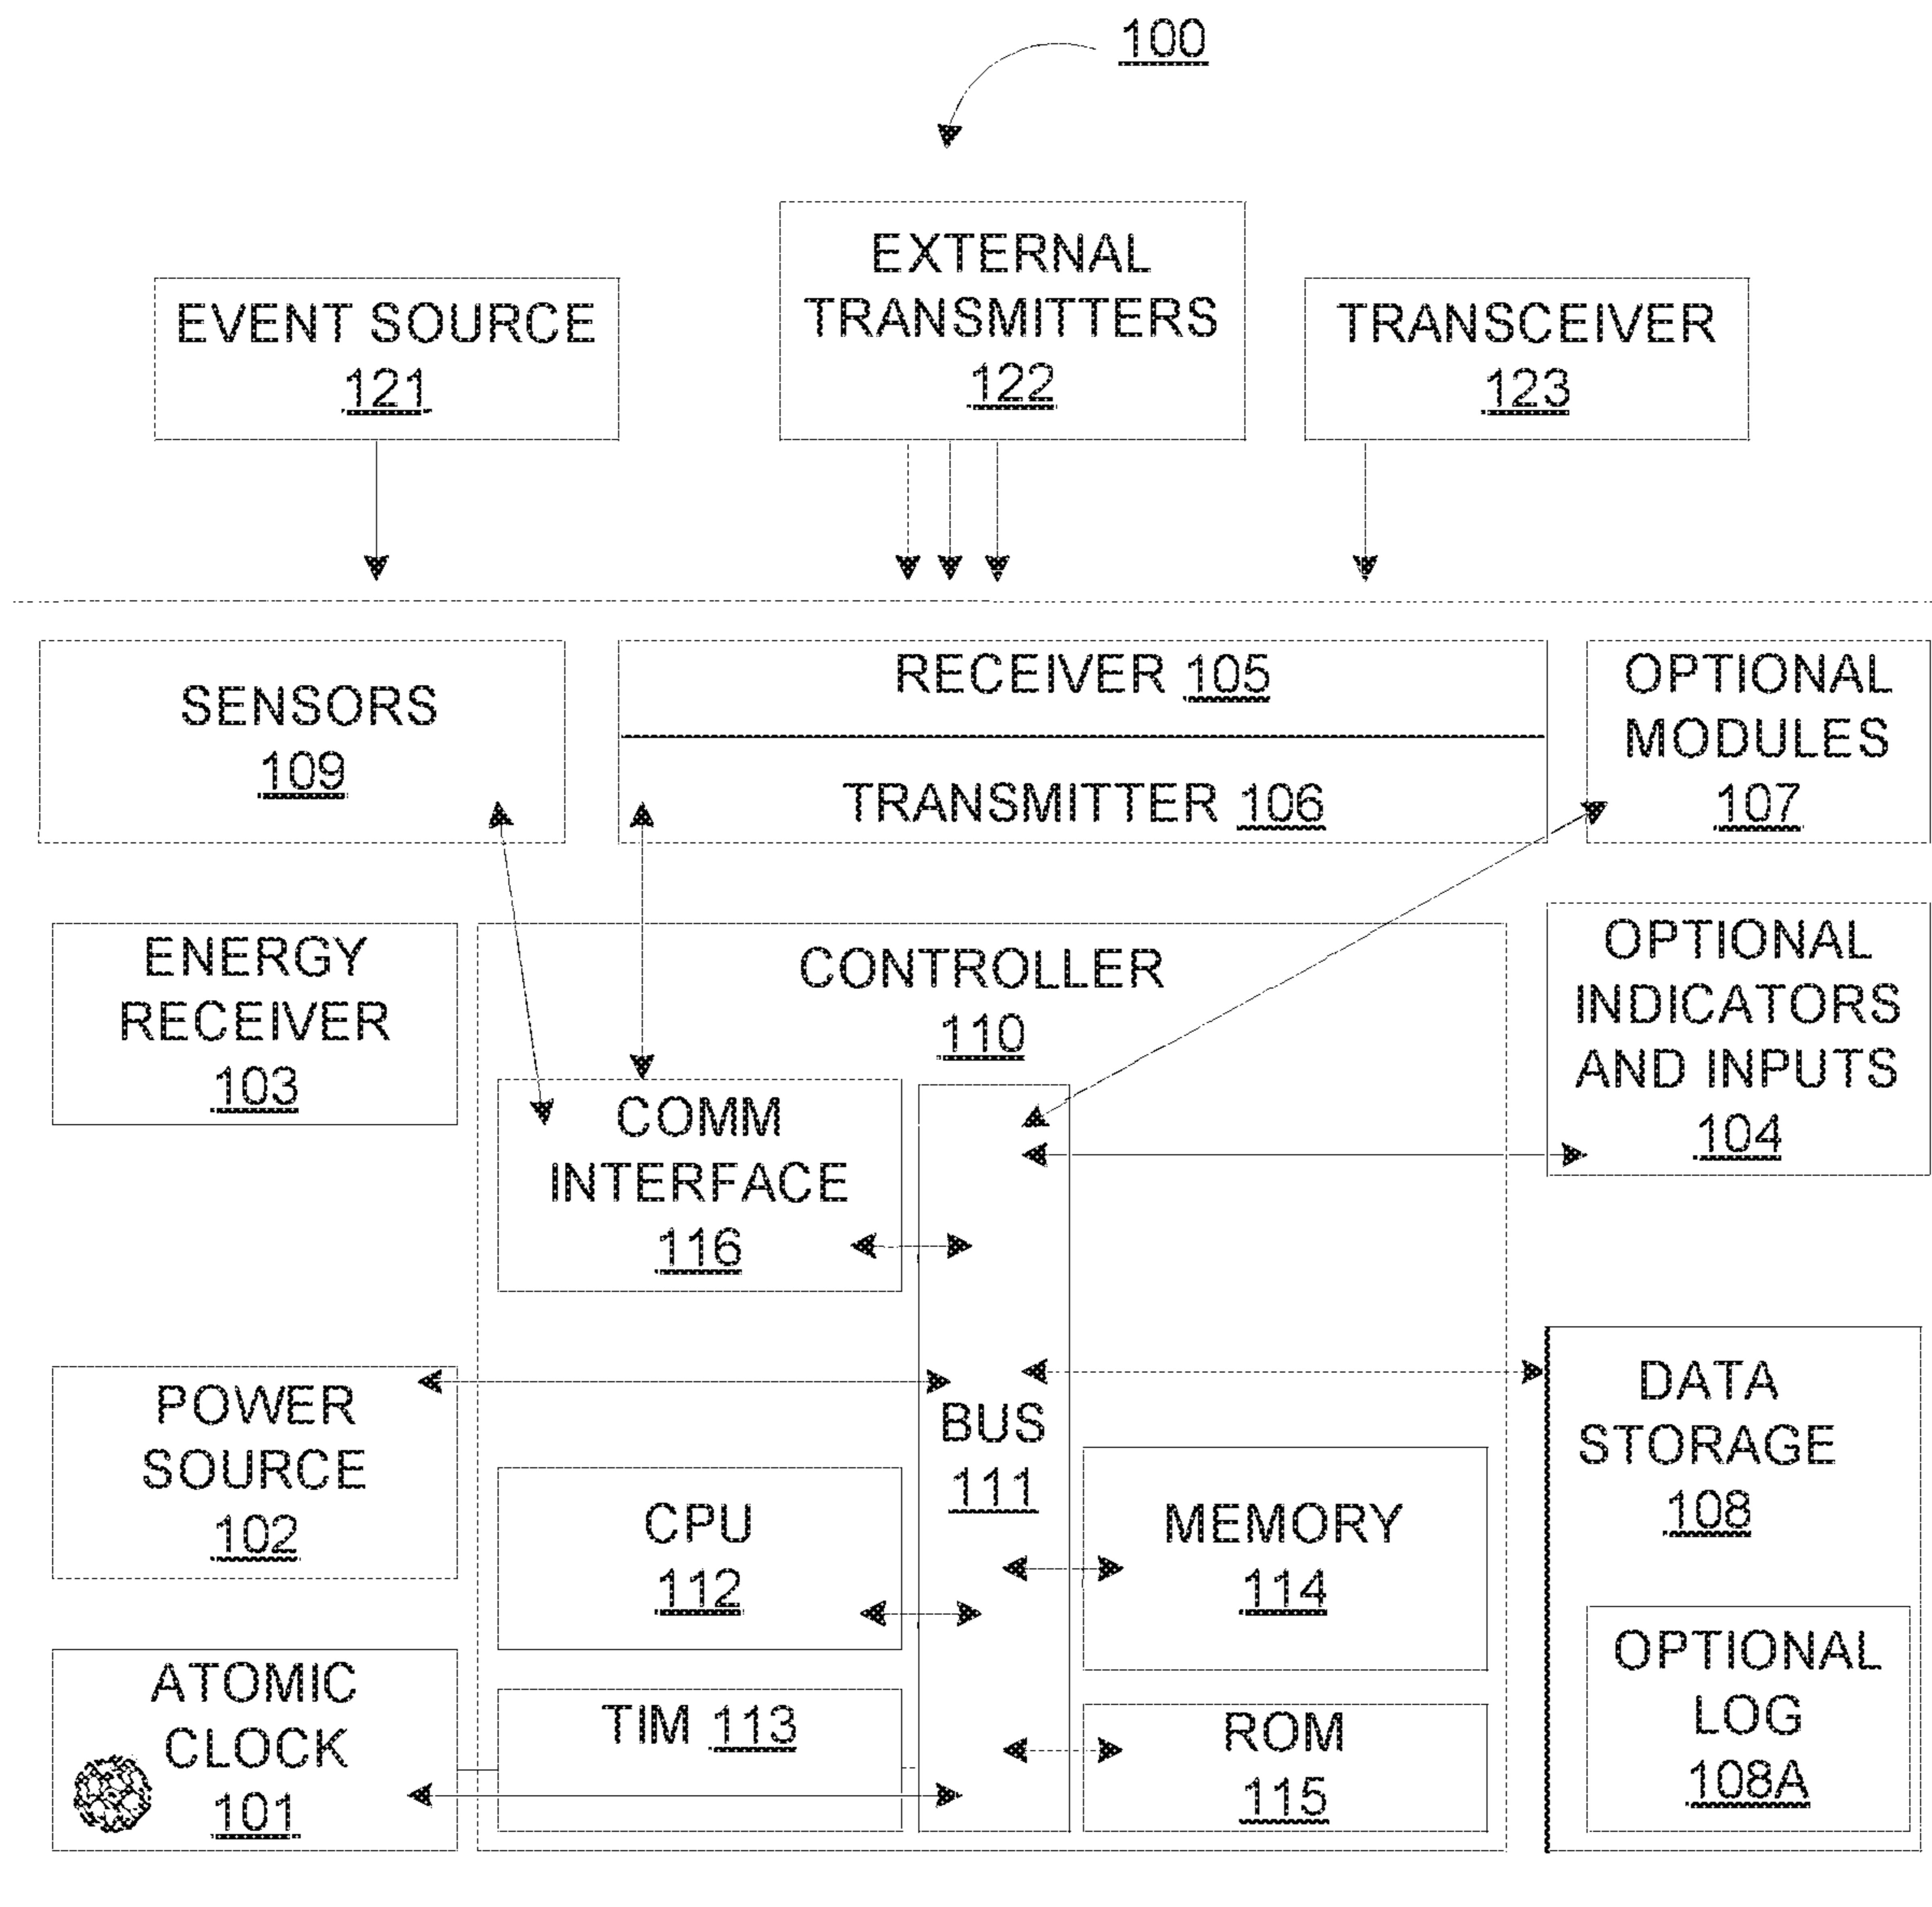 100
EVENT SOURCE
121
EXTERNAL
TRANSMITTERS
122
TRANSCEIVER
123
SENSORS
109
RECEIVER 105
TRANSMITTER 106
OPTIONAL
MODULES
107
ENERGY
RECEIVER
103
CONTROLLER
110
OPTIONAL
INDICATORS
AND INPUTS
104
COMM
INTERFACE
116
POWER
SOURCE
102
BUS
111
DATA
STORAGE
108
CPU
112
MEMORY
114
ATOMIC
CLOCK
101
TIM 113
ROM
115
OPTIONAL
LOG
108A